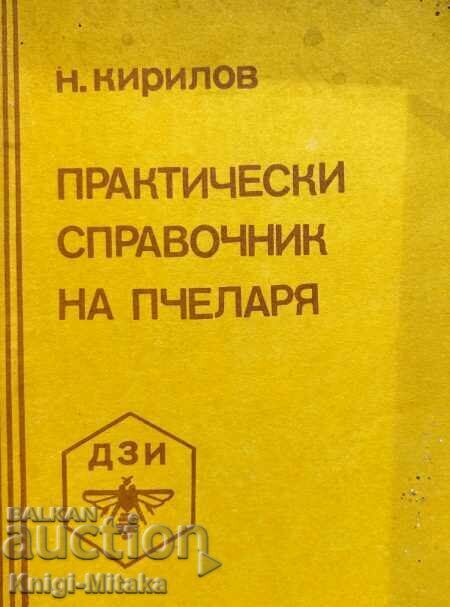 Н. КИРИЛОВ
ПРАКТИЧЕСКИ
СПРАВОЧНИК
НА ПЧЕЛАРЯ
ДЗИ
BALKAN
auction
Knigi-Mitaka